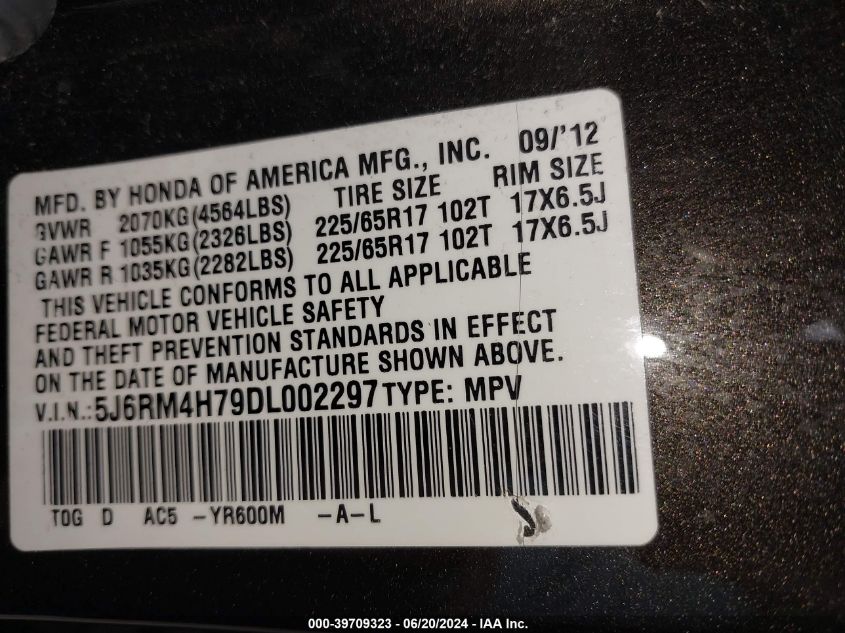 MFD. BY HONDA OF AMERICA MFG., INC. 09/'12
GVWR 2070KG(4564LBS) TIRE SIZE RIM SIZE
GAWR F 1055KG(2326LBS) 225/65R17 102T 17X6.5J
GAWR R 1035KG(2282LBS) 225/65R17 102T 17X6.5J
THIS VEHICLE CONFORMS TO ALL APPLICABLE
FEDERAL MOTOR VEHICLE SAFETY
AND THEFT PREVENTION STANDARDS IN EFFECT
ON THE DATE OF MANUFACTURE SHOWN ABOVE.
V.I.N.:5J6RM4H79DL002297 TYPE: MPV
TOG D AC5 -YR600M -A-L
000-39709323 - 06/20/2024 - IAA Inc.